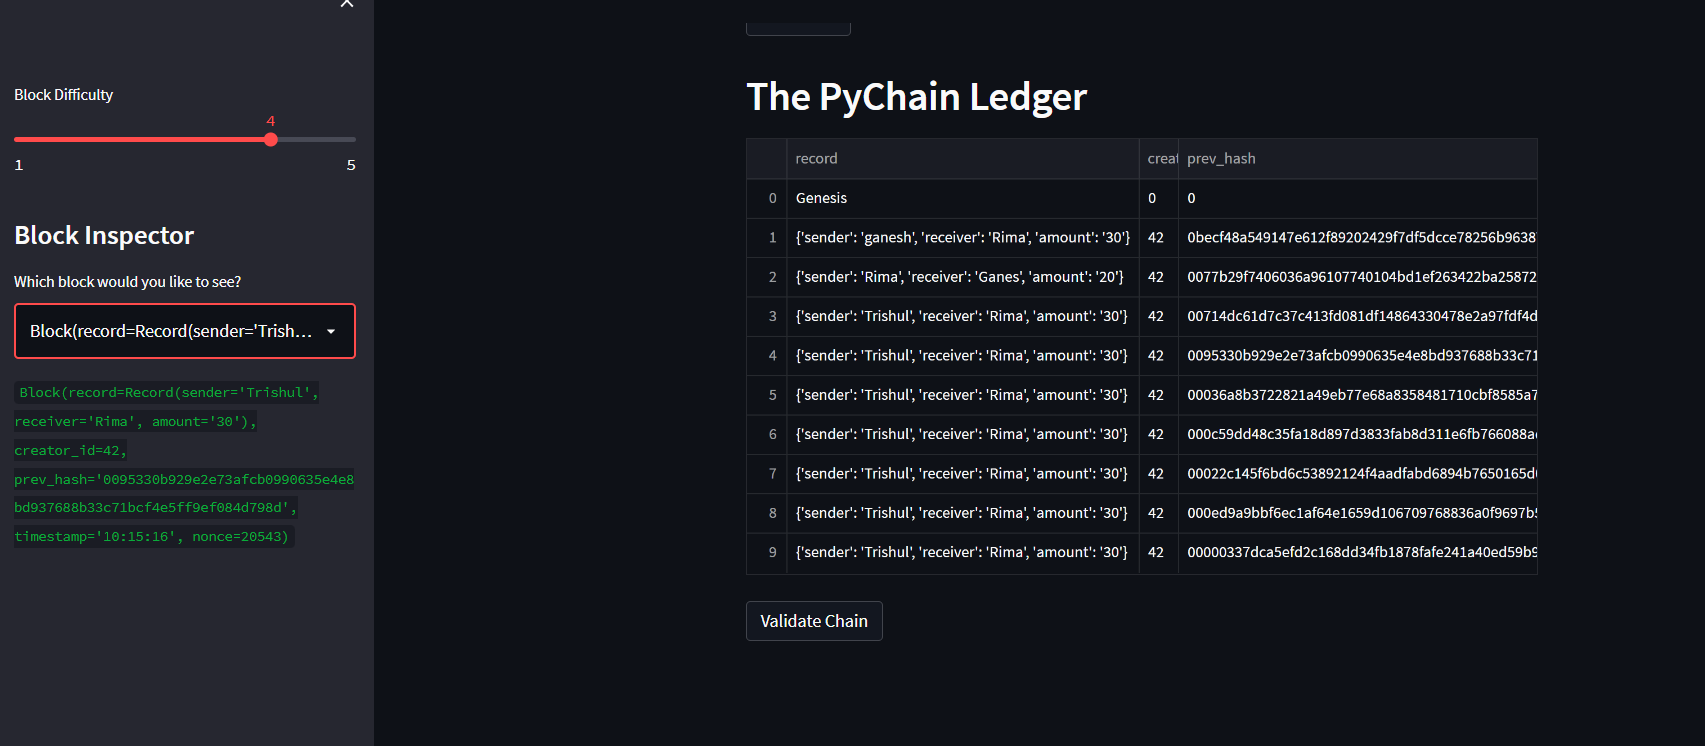 Block Difficulty
4
1 5
Block Inspector
Which block would you like to see?
Block(record=Record(sender='Trish...
Block(record=Record(sender='Trishul',
receiver='Rima', amount='30'),
creator_id=42,
prev_hash='0095330b929e2e73afcb0990635e4e8
bd937688b33c71bcf4e5ff9ef084d798d',
timestamp='10:15:16', nonce=20543)
The PyChain Ledger
record creat prev_hash
0 Genesis 0 0
1 {'sender': 'ganesh', 'receiver': 'Rima', 'amount': '30'} 42 0becf48a549147e612f89202429f7df5dcce78256b9638
2 {'sender': 'Rima', 'receiver': 'Ganes', 'amount': '20'} 42 0077b29f7406036a96107740104bd1ef263422ba25872
3 {'sender': 'Trishul', 'receiver': 'Rima', 'amount': '30'} 42 00714dc61d7c37c413fd081df14864330478e2a97fdf4d
4 {'sender': 'Trishul', 'receiver': 'Rima', 'amount': '30'} 42 0095330b929e2e73afcb0990635e4e8bd937688b33c71
5 {'sender': 'Trishul', 'receiver': 'Rima', 'amount': '30'} 42 00036a8b3722821a49eb77e68a8358481710cbf8585a7
6 {'sender': 'Trishul', 'receiver': 'Rima', 'amount': '30'} 42 000c59dd48c35fa18d897d3833fab8d311e6fb766088a
7 {'sender': 'Trishul', 'receiver': 'Rima', 'amount': '30'} 42 00022c145f6bd6c53892124f4aadfabd6894b7650165d
8 {'sender': 'Trishul', 'receiver': 'Rima', 'amount': '30'} 42 000ed9a9bbf6ec1af64e1659d106709768836a0f9697b5
9 {'sender': 'Trishul', 'receiver': 'Rima', 'amount': '30'} 42 00000337dca5efd2c168dd34fb1878fafe241a40ed59b9
Validate Chain